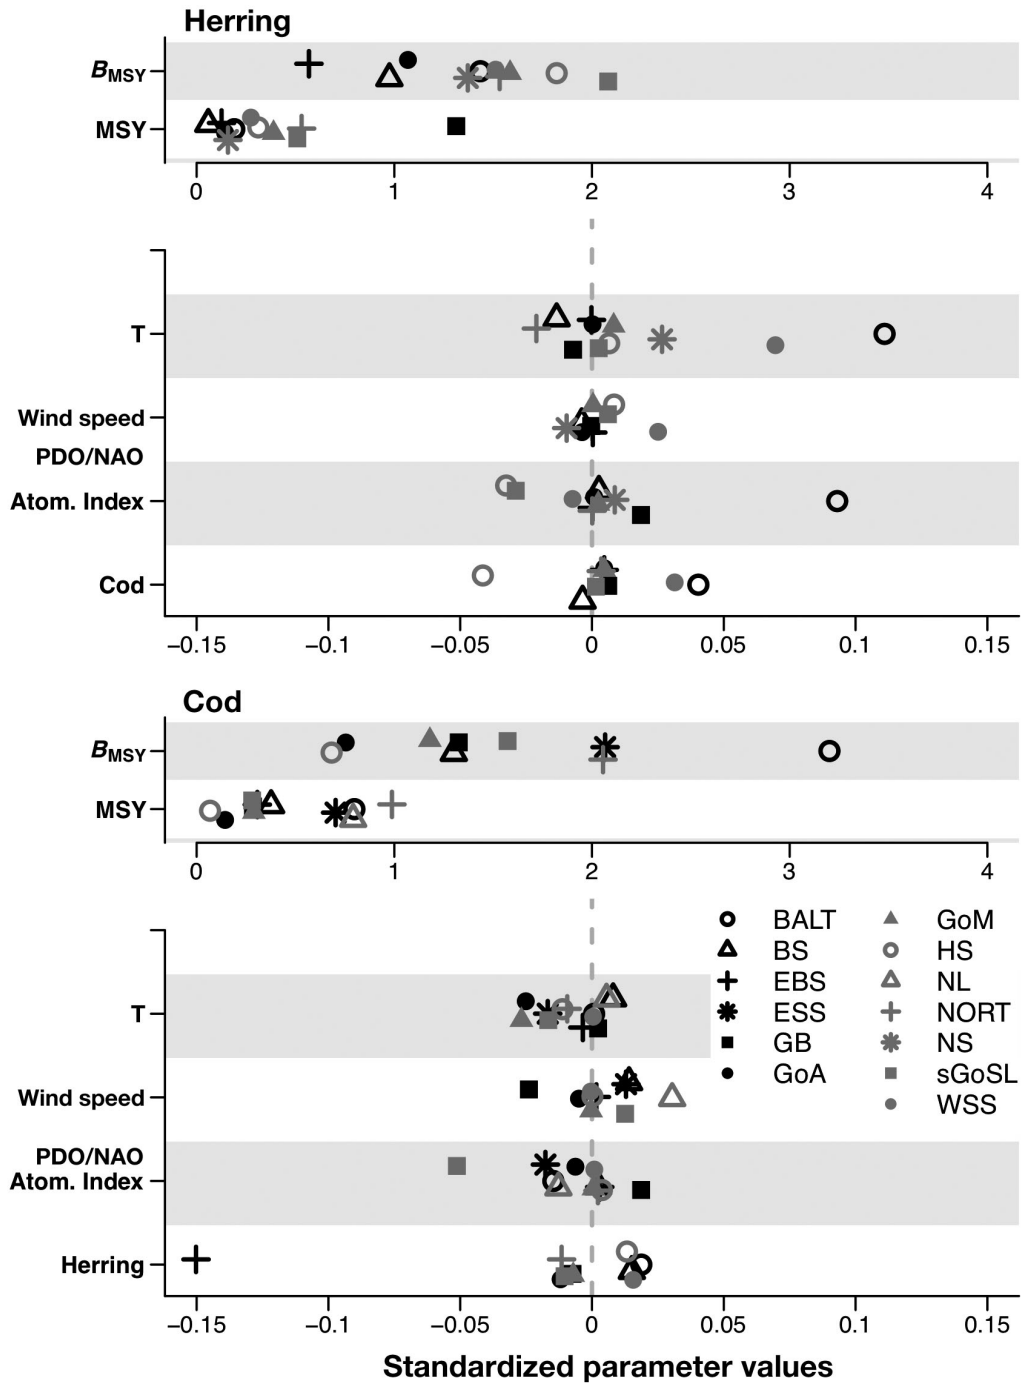 Herring
BMSY
MSY
0 1 2 3 4
T
Wind speed
PDO/NAO
Atom. Index
Cod
−0.15 −0.1 −0.05 0 0.05 0.1 0.15
Cod
BMSY
MSY
0 1 2 3 4
BALT GoM
BS HS
EBS NL
ESS NORT
GB NS
GoA sGoSL
WSS
T
Wind speed
PDO/NAO
Atom. Index
Herring
−0.15 −0.1 −0.05 0 0.05 0.1 0.15
Standardized parameter values